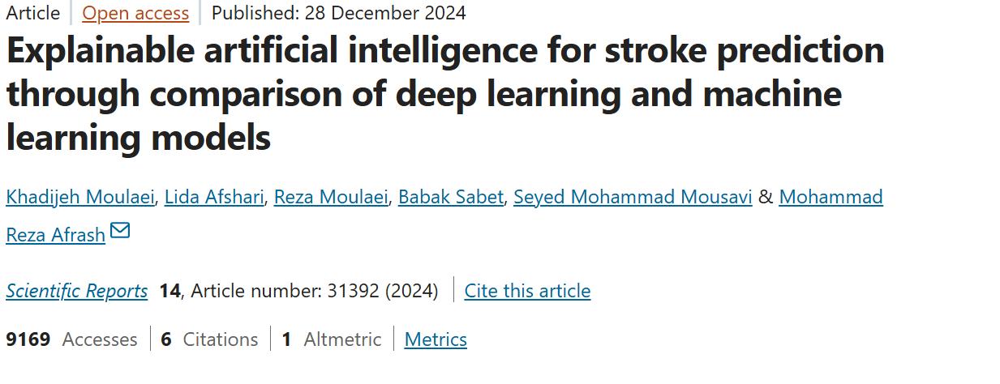 Article Open access Published: 28 December 2024
Explainable artificial intelligence for stroke prediction
through comparison of deep learning and machine
learning models
Khadijeh Moulaei, Lida Afshari, Reza Moulaei, Babak Sabet, Seyed Mohammad Mousavi & Mohammad
Reza Afrash
Scientific Reports 14, Article number: 31392 (2024) Cite this article
9169 Accesses 6 Citations 1 Altmetric Metrics